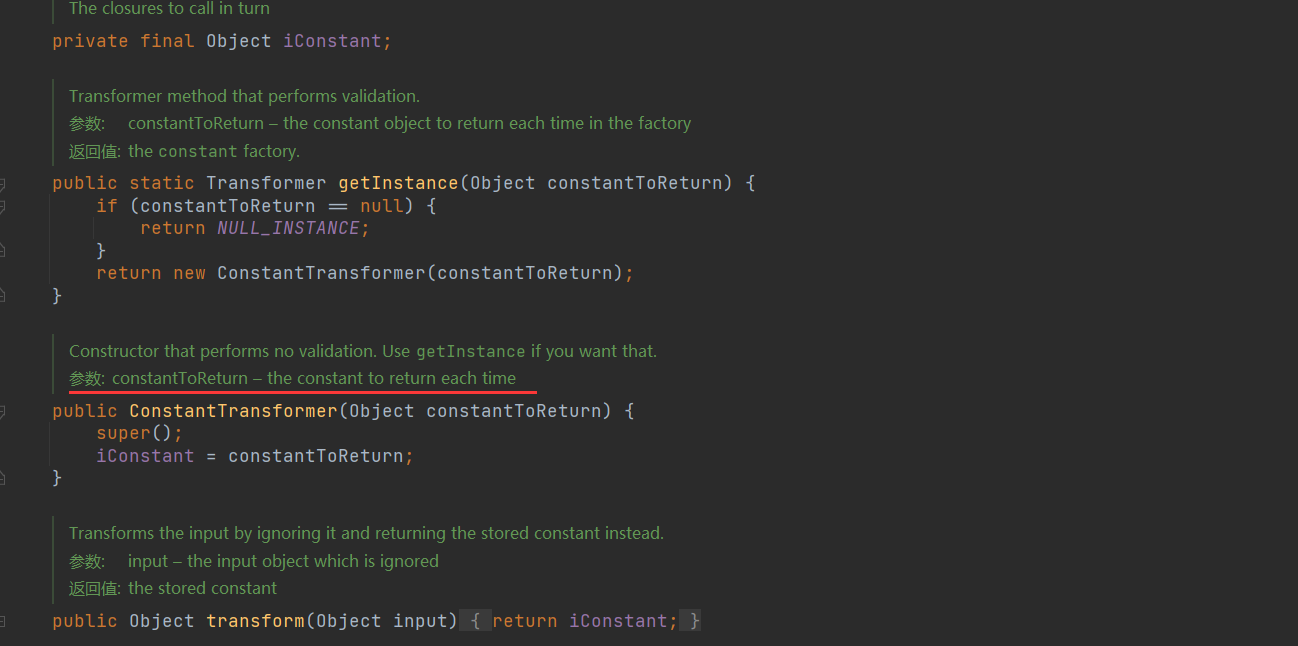 The closures to call in turn
private final Object iConstant;
Transformer method that performs validation.
参数: constantToReturn – the constant object to return each time in the factory
返回值: the constant factory.
public static Transformer getInstance(Object constantToReturn) {
if (constantToReturn == null) {
return NULL_INSTANCE;
}
return new ConstantTransformer(constantToReturn);
}
Constructor that performs no validation. Use getInstance if you want that.
参数: constantToReturn – the constant to return each time
public ConstantTransformer(Object constantToReturn) {
super();
iConstant = constantToReturn;
}
Transforms the input by ignoring it and returning the stored constant instead.
参数: input – the input object which is ignored
返回值: the stored constant
public Object transform(Object input) { return iConstant; }